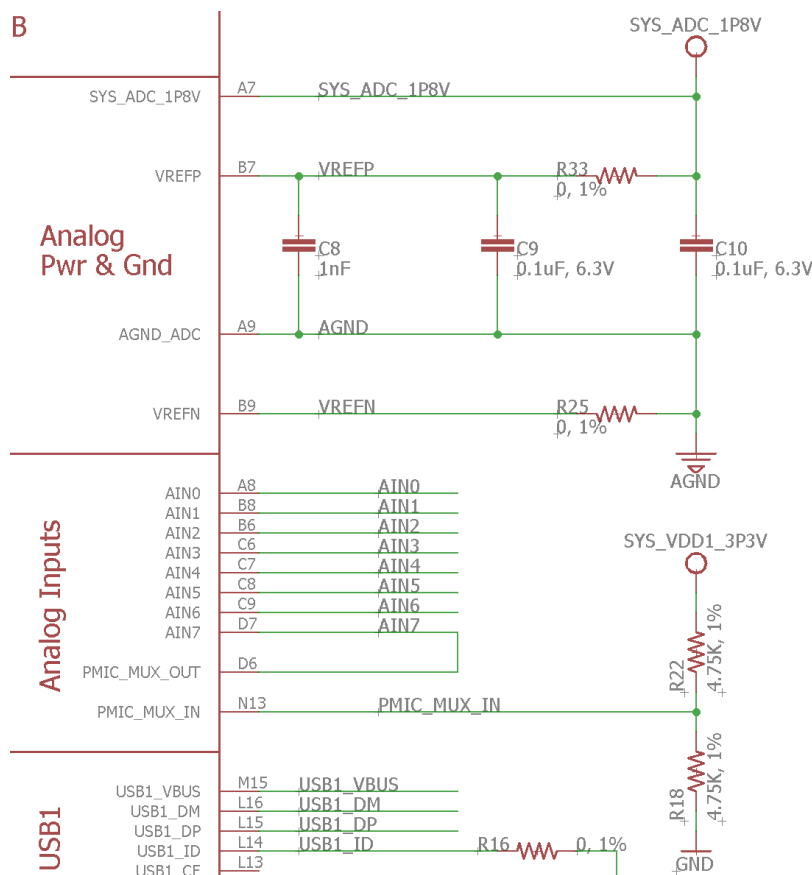 B
SYS_ADC_1P8V
SYS_ADC_1P8V A7 SYS_ADC_1P8V
VREFP B7 VREFP R33
0, 1%
Analog
Pwr & Gnd
C8
1nF
C9
0.1uF, 6.3V
C10
0.1uF, 6.3V
AGND_ADC A9 AGND
VREFN B9 VREFN R25
0, 1%
AGND
Analog Inputs
AIN0 A8 AIN0
AIN1 B8 AIN1
AIN2 B6 AIN2
AIN3 C6 AIN3
AIN4 C7 AIN4
AIN5 C8 AIN5
AIN6 C9 AIN6
AIN7 D7 AIN7
PMIC_MUX_OUT D6
PMIC_MUX_IN N13 PMIC_MUX_IN
SYS_VDD1_3P3V
R22
4.75K, 1%
R18
4.75K, 1%
GND
USB1
USB1_VBUS M15 USB1_VBUS
USB1_DM L16 USB1_DM
USB1_DP L15 USB1_DP
USB1_ID L14 USB1_ID R16 0, 1%
USB1_CE L13